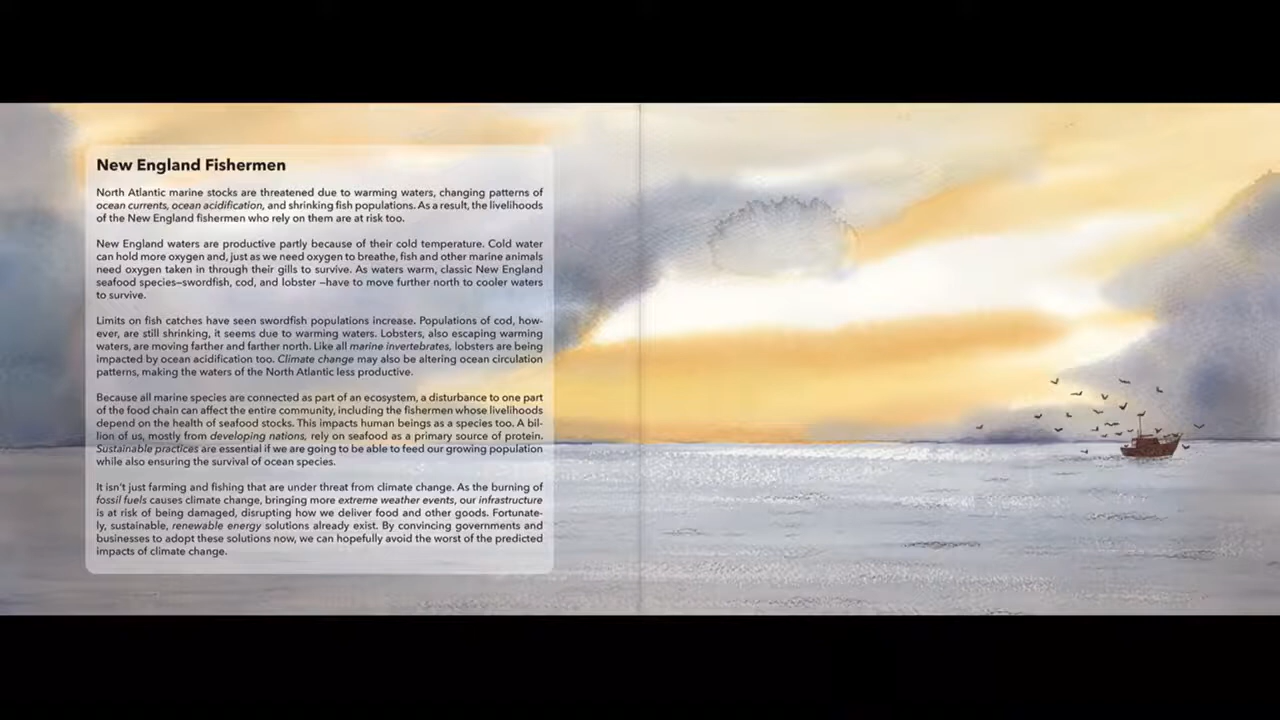 New England Fishermen
North Atlantic marine stocks are threatened due to warming waters, changing patterns of
ocean currents, ocean acidification, and shrinking fish populations. As a result, the livelihoods
of the New England fishermen who rely on them are at risk too.
New England waters are productive partly because of their cold temperature. Cold water
can hold more oxygen and, just as we need oxygen to breathe, fish and other marine animals
need oxygen taken in through their gills to survive. As waters warm, classic New England
seafood species—swordfish, cod, and lobster —have to move further north to cooler waters
to survive.
Limits on fish catches have seen swordfish populations increase. Populations of cod, how-
ever, are still shrinking, it seems due to warming waters. Lobsters, also escaping warming
waters, are moving farther and farther north. Like all marine invertebrates, lobsters are being
impacted by ocean acidification too. Climate change may also be altering ocean circulation
patterns, making the waters of the North Atlantic less productive.
Because all marine species are connected as part of an ecosystem, a disturbance to one part
of the food chain can affect the entire community, including the fishermen whose livelihoods
depend on the health of seafood stocks. This impacts human beings as a species too. A bil-
lion of us, mostly from developing nations, rely on seafood as a primary source of protein.
Sustainable practices are essential if we are going to be able to feed our growing population
while also ensuring the survival of ocean species.
It isn't just farming and fishing that are under threat from climate change. As the burning of
fossil fuels causes climate change, bringing more extreme weather events, our infrastructure
is at risk of being damaged, disrupting how we deliver food and other goods. Fortunate-
ly, sustainable, renewable energy solutions already exist. By convincing governments and
businesses to adopt these solutions now, we can hopefully avoid the worst of the predicted
impacts of climate change.